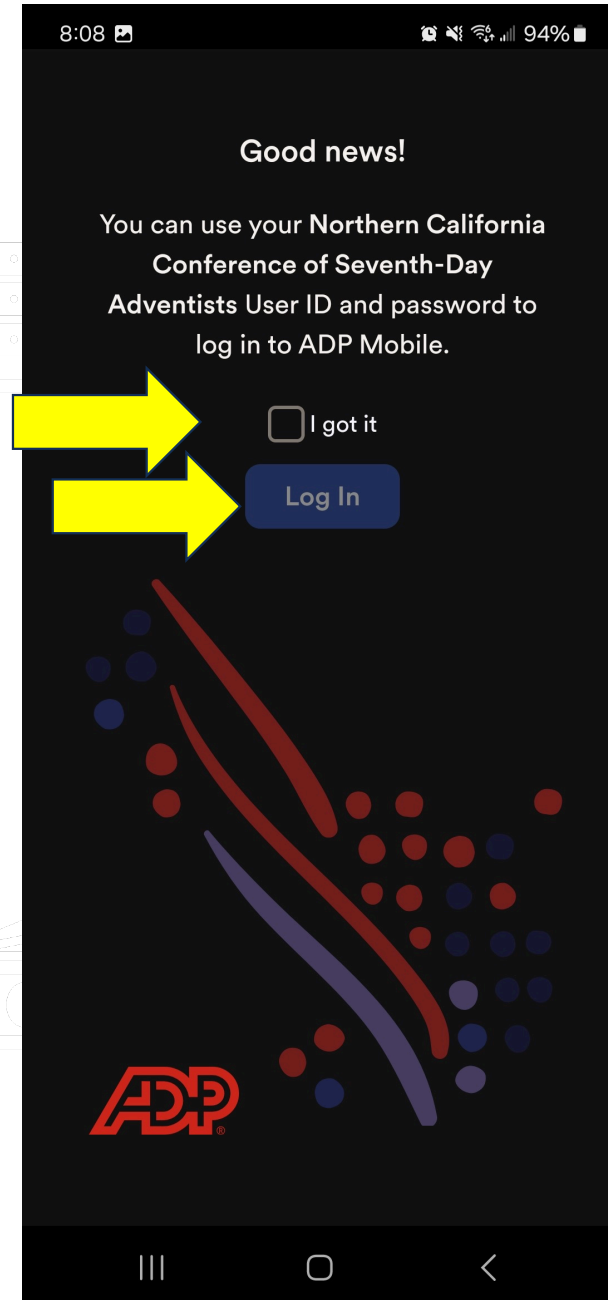 8:08 94%
Good news!
You can use your Northern California
Conference of Seventh-Day
Adventists User ID and password to
log in to ADP Mobile.
I got it
Log In
ADP®